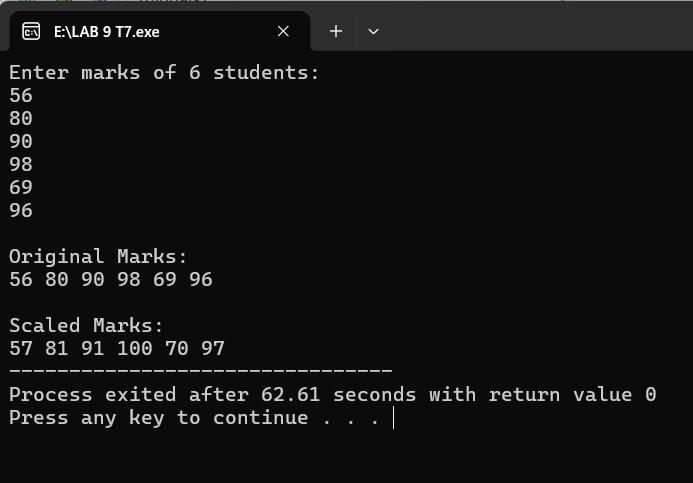 E:\LAB 9 T7.exe
Enter marks of 6 students:
56
80
90
98
69
96
Original Marks:
56 80 90 98 69 96
Scaled Marks:
57 81 91 100 70 97
--------------------------------
Process exited after 62.61 seconds with return value 0
Press any key to continue . . .